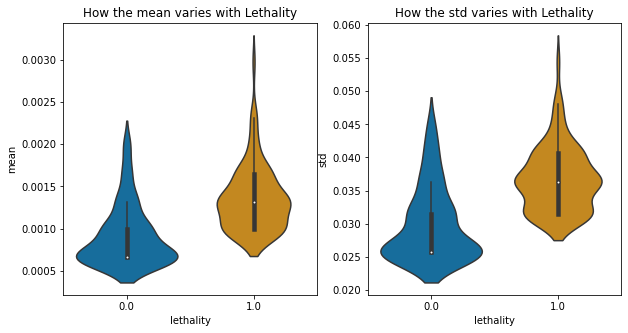 How the mean varies with Lethality
mean
0.0030
0.0025
0.0020
0.0015
0.0010
0.0005
0.0 1.0
lethality
How the std varies with Lethality
std
0.060
0.055
0.050
0.045
0.040
0.035
0.030
0.025
0.020
0.0 1.0
lethality